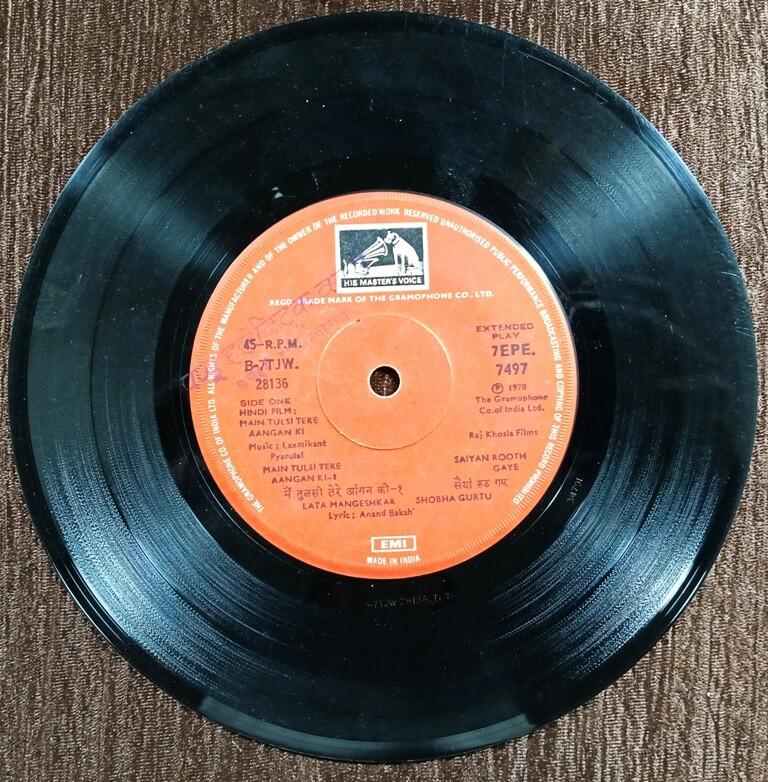 THE GRAMOPHONE CO OF INDIA LTD. ALL RIGHTS OF THE MANUFACTURER AND OF THE OWNER OF THE RECORDED WORK RESERVED UNAUTHORISED PUBLIC PERFORMANCE BROADCASTING AND COPYING OF THIS RECORD PROHIBITED
HIS MASTER'S VOICE
REGD. TRADE MARK OF THE GRAMOPHONE CO., LTD.
45-R.P.M.
B-7TJW.
28136
EXTENDED
PLAY
7EPE.
7497
Ⓟ 1978
The Gramophone
Co.of India Ltd.
SIDE ONE
HINDI FILM:
MAIN TULSI TERE
AANGAN KI
Music: Laxmikant
Pyarulal
Raj Khosla Films
MAIN TULSI TERE
AANGAN KI-1
मैं तुलसी तेरे आंगन की-१
LATA MANGESHKAR
SAIYAN ROOTH
GAYE
सैयां रुठ गए
SHOBHA GURTU
Lyric: Anand Baksh
EMI
MADE IN INDIA